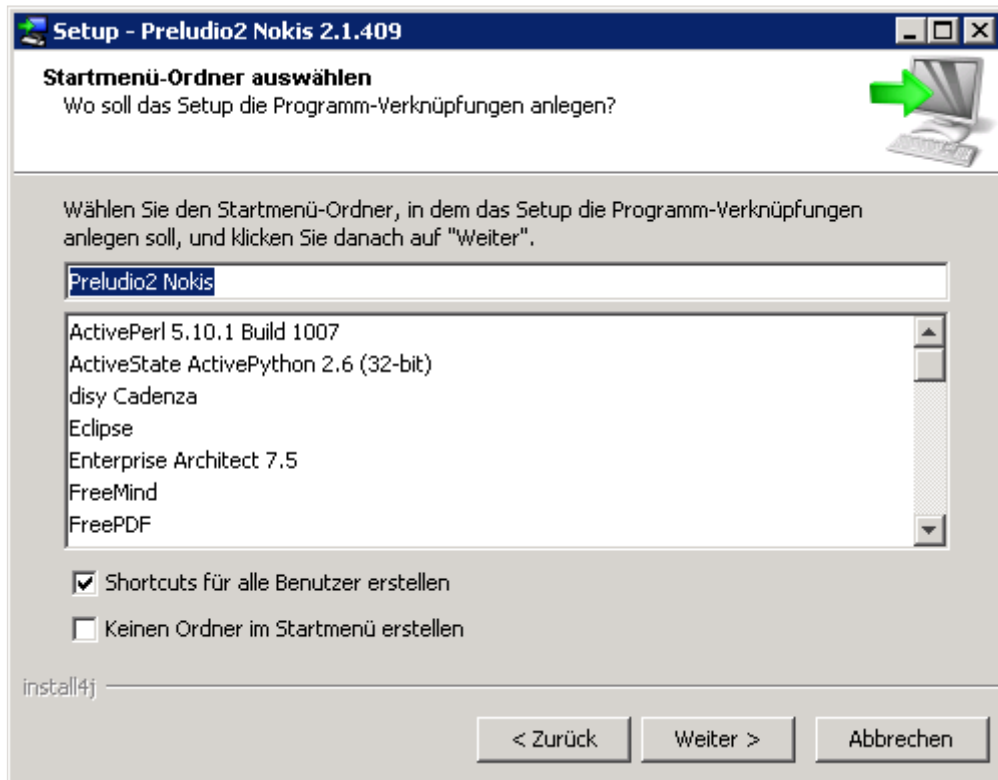 Setup - Preludio2 Nokis 2.1.409
Startmenü-Ordner auswählen
Wo soll das Setup die Programm-Verknüpfungen anlegen?
Wählen Sie den Startmenü-Ordner, in dem das Setup die Programm-Verknüpfungen
anlegen soll, und klicken Sie danach auf "Weiter".
Preludio2 Nokis
ActivePerl 5.10.1 Build 1007
ActiveState ActivePython 2.6 (32-bit)
disy Cadenza
Eclipse
Enterprise Architect 7.5
FreeMind
FreePDF
Shortcuts für alle Benutzer erstellen
Keinen Ordner im Startmenü erstellen
install4j
< Zurück
Weiter >
Abbrechen